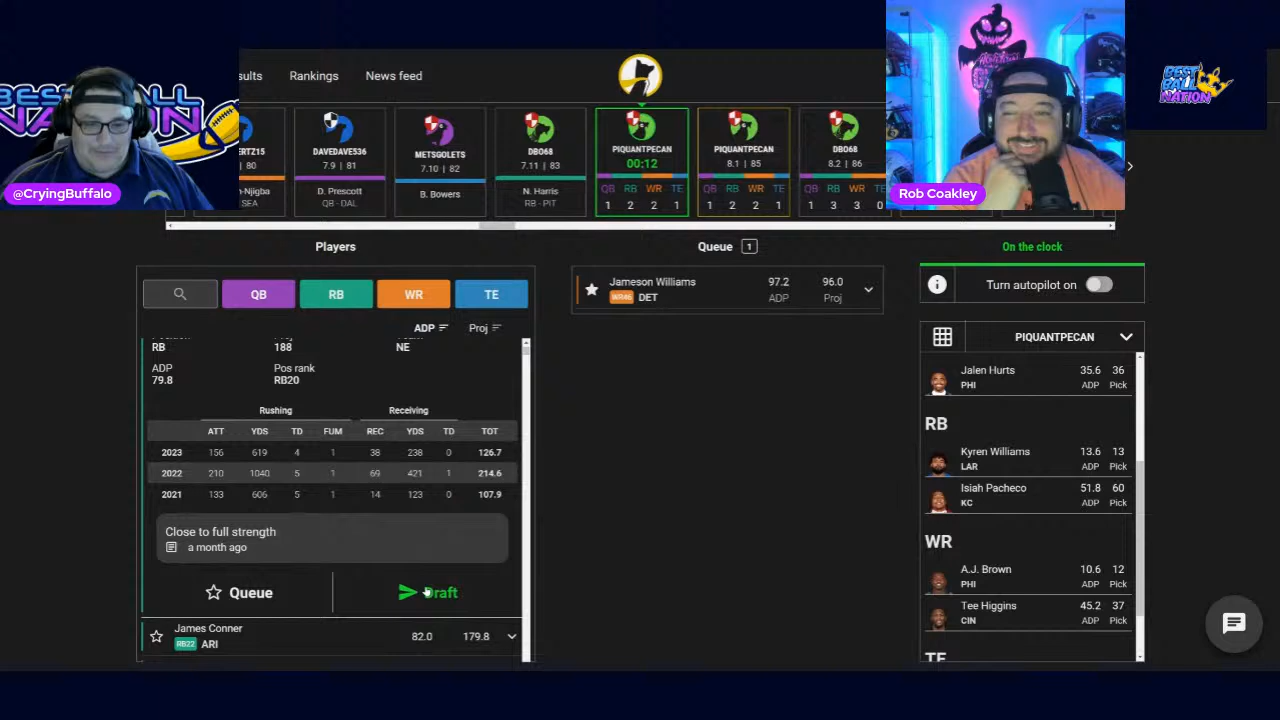 BEST BALL
NATION
@CryingBuffalo
Rob Coakley
BEST
BALL
NATION
sults Rankings News feed
ERTZ15
| 80
n-Njigba
SEA
DAVEDAVE536
7.9 | 81
D. Prescott
QB - DAL
METSGOLETS
7.10 | 82
B. Bowers
DBO68
7.11 | 83
N. Harris
RB - PIT
PIQUANTPECAN
00:12
QB RB WR TE
1 2 2 1
PIQUANTPECAN
8.1 | 85
QB RB WR TE
1 2 2 1
DBO68
8.2 | 86
QB RB WR TE
1 3 3 0
Players
QB RB WR TE
ADP Proj
RB 188 NE
ADP Pos rank
79.8 RB20
Rushing Receiving
ATT YDS TD FUM REC YDS TD TOT
2023 156 619 4 1 38 238 0 126.7
2022 210 1040 5 1 69 421 1 214.6
2021 133 606 5 1 14 123 0 107.9
Close to full strength
a month ago
Queue Draft
James Conner 82.0 179.8
RB22 ARI
Queue 1
Jameson Williams 97.2 96.0
WR46 DET ADP Proj
On the clock
Turn autopilot on
PIQUANTPECAN
Jalen Hurts 35.6 36
PHI ADP Pick
RB
Kyren Williams 13.6 13
LAR ADP Pick
Isiah Pacheco 51.8 60
KC ADP Pick
WR
A.J. Brown 10.6 12
PHI ADP Pick
Tee Higgins 45.2 37
CIN ADP Pick
TE